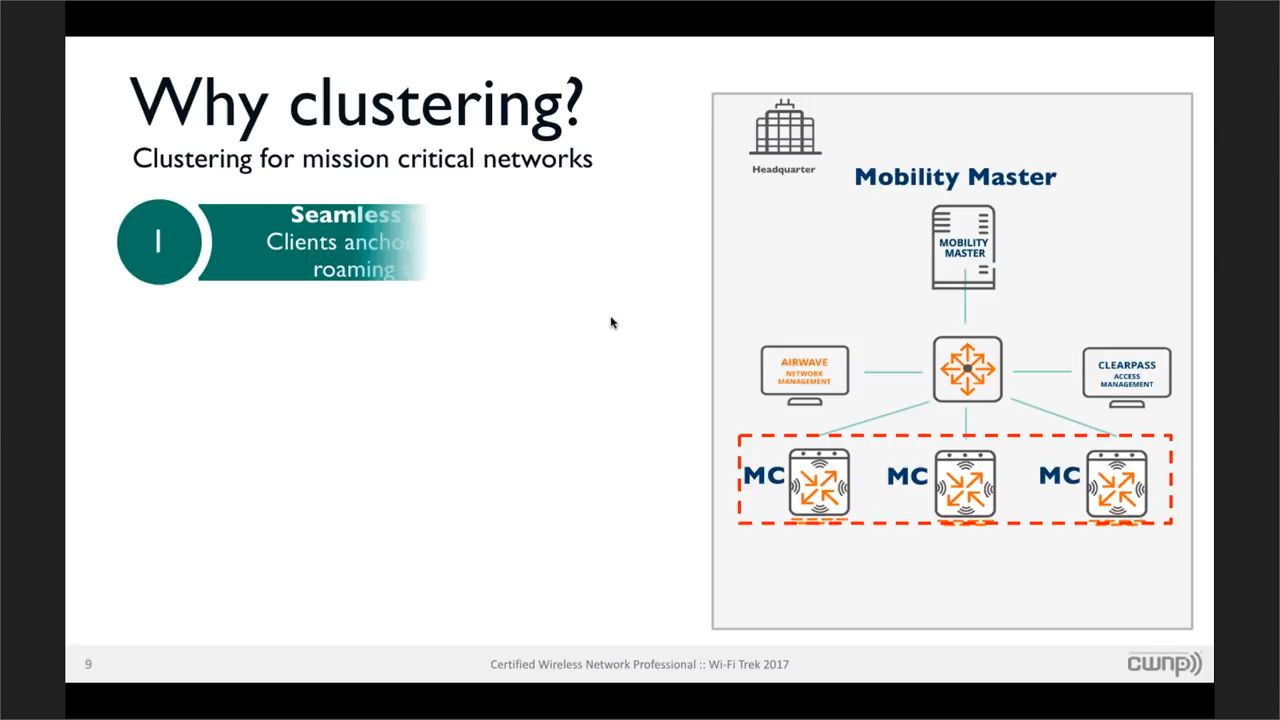 Why clustering?
Clustering for mission critical networks
1
Seamless
Clients
roaming
Headquarter
Mobility Master
MOBILITY
MASTER
AIRWAVE
NETWORK
MANAGEMENT
CLEARPASS
ACCESS
MANAGEMENT
MC
MC
MC
9
Certified Wireless Network Professional :: Wi-Fi Trek 2017
cwnp